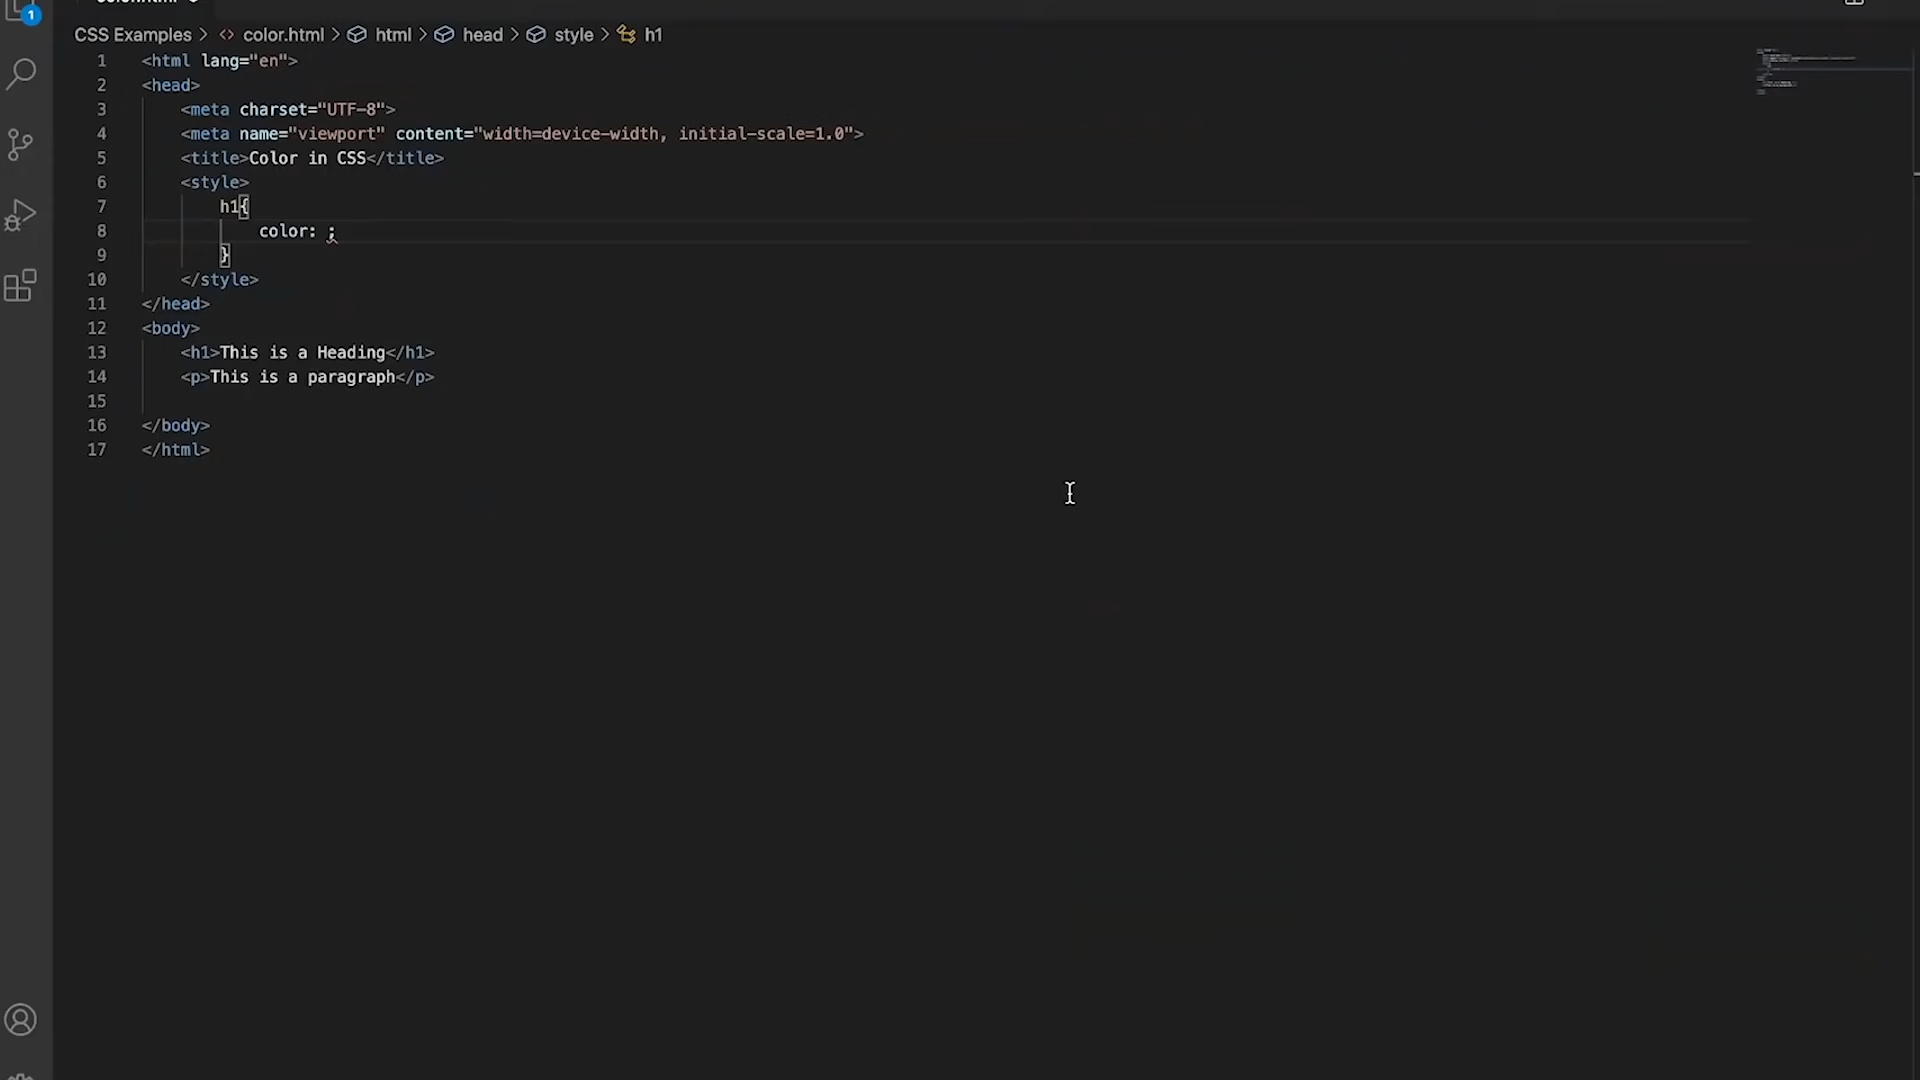 1
CSS Examples > <> color.html > html > head > style > h1
1 <html lang="en">
2 <head>
3 <meta charset="UTF-8">
4 <meta name="viewport" content="width=device-width, initial-scale=1.0">
5 <title>Color in CSS</title>
6 <style>
7 h1{
8 color: ;
9 }
10 </style>
11 </head>
12 <body>
13 <h1>This is a Heading</h1>
14 <p>This is a paragraph</p>
15
16 </body>
17 </html>